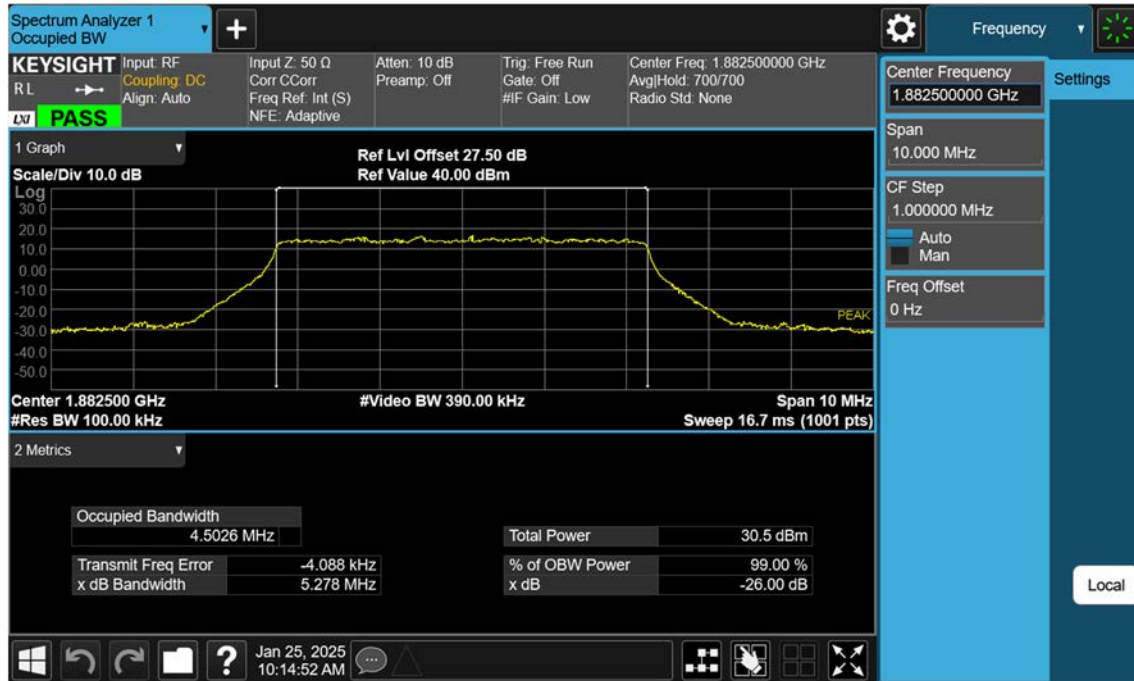 Spectrum Analyzer 1
Occupied BW
+
Frequency
KEYSIGHT
RL
LXI PASS
Input: RF
Coupling: DC
Align: Auto
Input Z: 50 Ω
Corr CCorr
Freq Ref: Int (S)
NFE: Adaptive
Atten: 10 dB
Preamp: Off
Trig: Free Run
Gate: Off
#IF Gain: Low
Center Freq: 1.882500000 GHz
Avg|Hold: 700/700
Radio Std: None
1 Graph
Ref Lvl Offset 27.50 dB
Scale/Div 10.0 dB
Ref Value 40.00 dBm
Log
30.0
20.0
10.0
0.00
-10.0
-20.0
-30.0
-40.0
-50.0
PEAK
Center 1.882500 GHz
#Video BW 390.00 kHz
Span 10 MHz
#Res BW 100.00 kHz
Sweep 16.7 ms (1001 pts)
2 Metrics
Occupied Bandwidth
4.5026 MHz
Total Power 30.5 dBm
Transmit Freq Error -4.088 kHz
% of OBW Power 99.00 %
x dB Bandwidth 5.278 MHz
x dB -26.00 dB
Center Frequency
1.882500000 GHz
Settings
Span
10.000 MHz
CF Step
1.000000 MHz
Auto
Man
Freq Offset
0 Hz
Local
?
Jan 25, 2025
10:14:52 AM